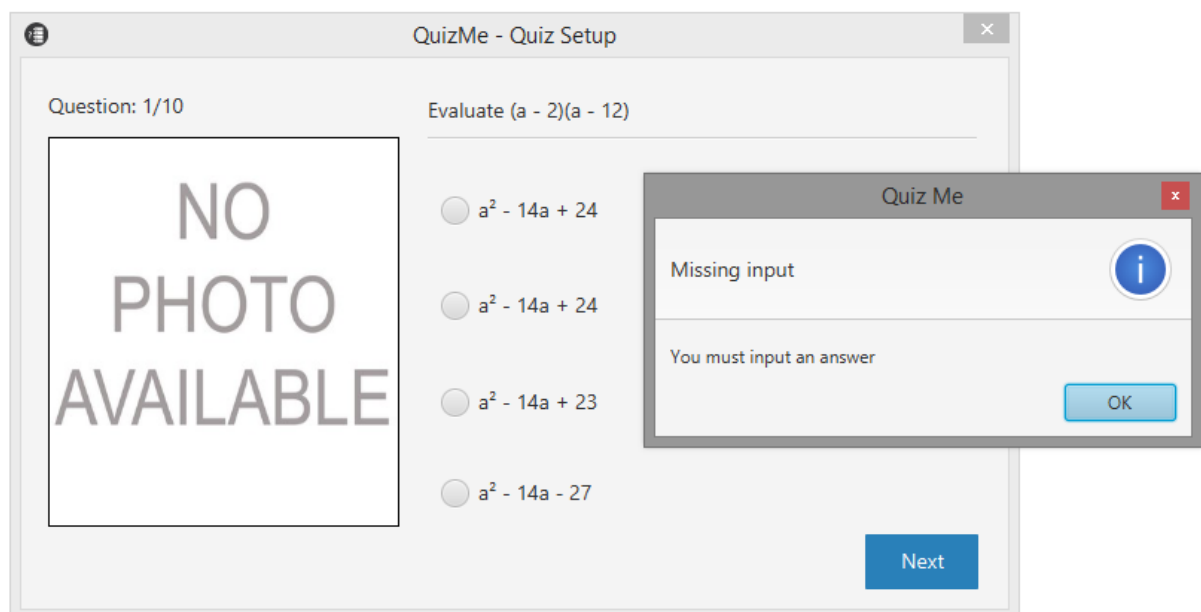 QuizMe - Quiz Setup
Question: 1/10
NO
PHOTO
AVAILABLE
Evaluate (a - 2)(a - 12)
a² - 14a + 24
a² - 14a + 24
a² - 14a + 23
a² - 14a - 27
Next
Quiz Me
Missing input
You must input an answer
OK